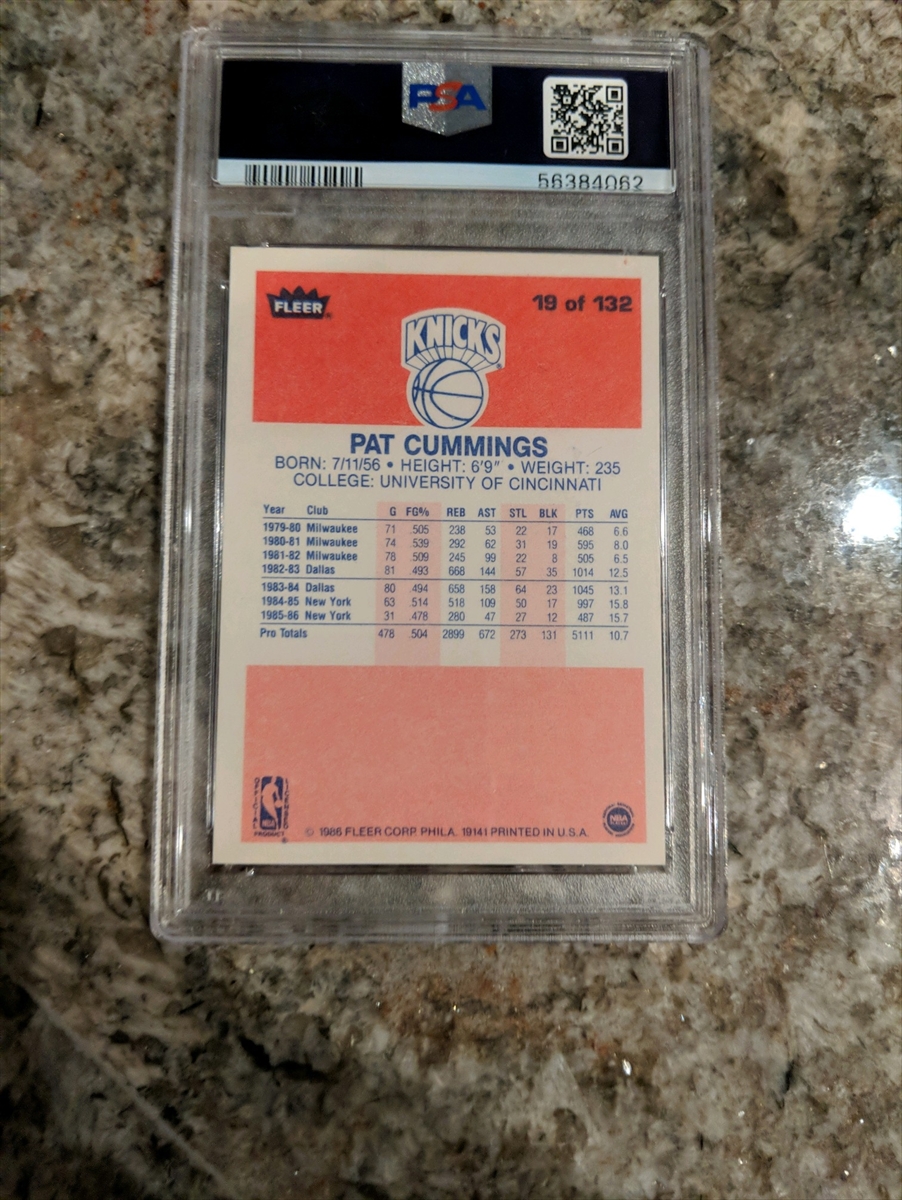 PSA
56384062
FLEER
19 of 132
KNICKS
PAT CUMMINGS
BORN: 7/11/56 • HEIGHT: 6'9" • WEIGHT: 235
COLLEGE: UNIVERSITY OF CINCINNATI
Year Club G FG% REB AST STL BLK PTS AVG
1979-80 Milwaukee 71 .505 238 53 22 17 468 6.6
1980-81 Milwaukee 74 .539 292 62 31 19 595 8.0
1981-82 Milwaukee 78 .509 245 99 22 8 505 6.5
1982-83 Dallas 81 .493 668 144 57 35 1014 12.5
1983-84 Dallas 80 .494 658 158 64 23 1045 13.1
1984-85 New York 63 .514 518 109 50 17 997 15.8
1985-86 New York 31 .478 280 47 27 12 487 15.7
Pro Totals 478 .504 2899 672 273 131 5111 10.7
OFFICIAL LICENSED
PRODUCT
NBA
© 1986 FLEER CORP. PHILA. 19141 PRINTED IN U.S.A.